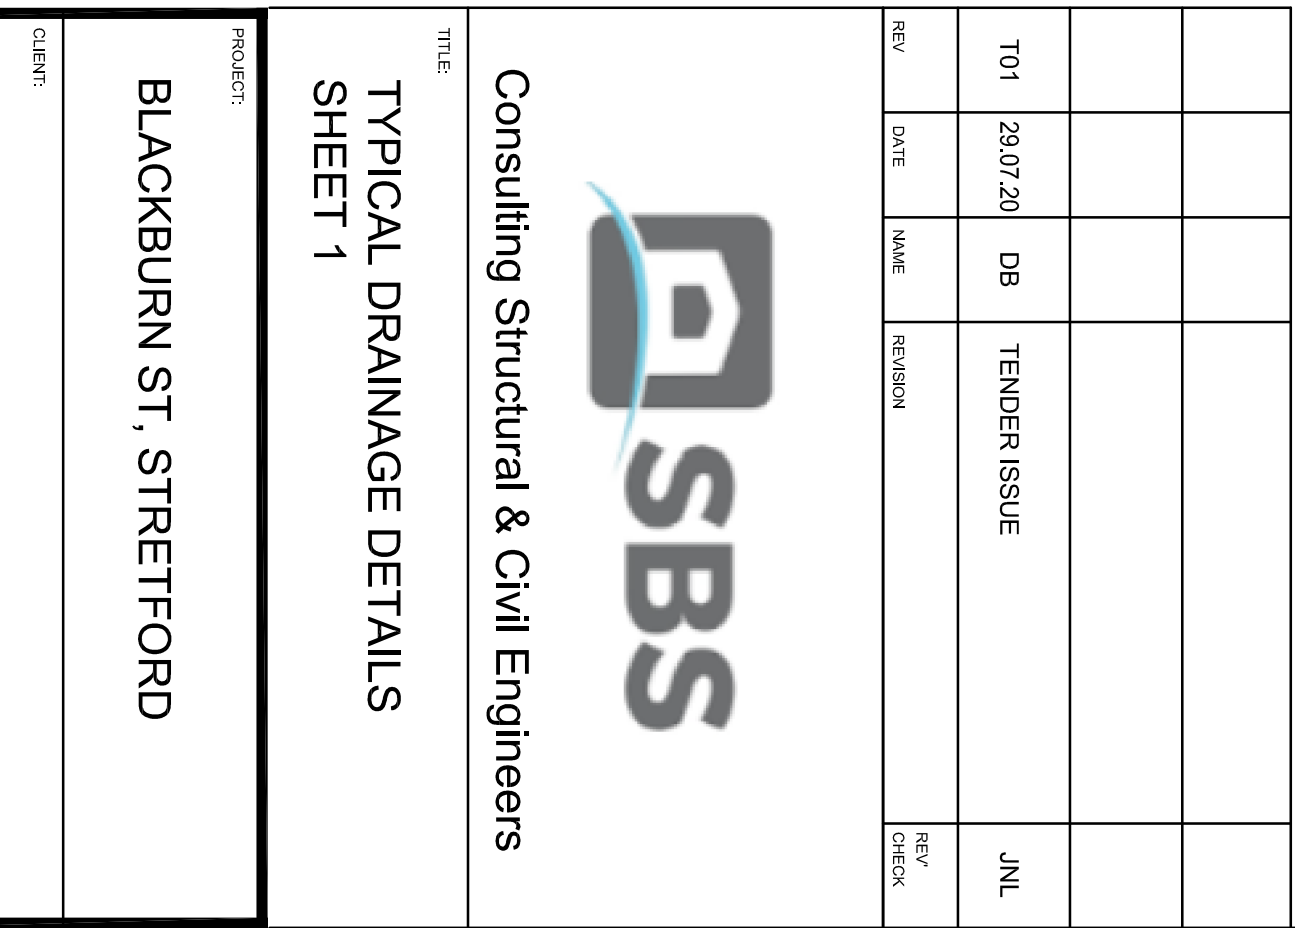 T01 29.07.20 DB TENDER ISSUE JNL
REV DATE NAME REVISION REV'
CHECK
SBS
Consulting Structural & Civil Engineers
TITLE:
TYPICAL DRAINAGE DETAILS
SHEET 1
PROJECT:
BLACKBURN ST, STRETFORD
CLIENT: